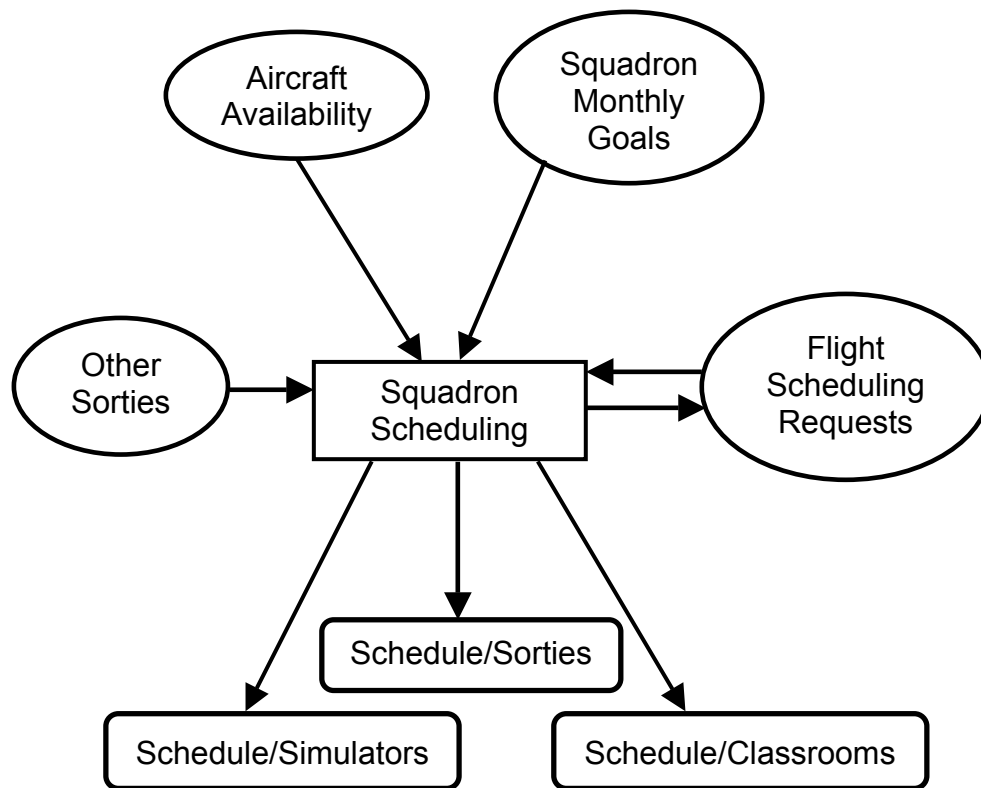 Aircraft
Availability
Squadron
Monthly
Goals
Other
Sorties
Squadron
Scheduling
Flight
Scheduling
Requests
Schedule/Sorties
Schedule/Simulators
Schedule/Classrooms